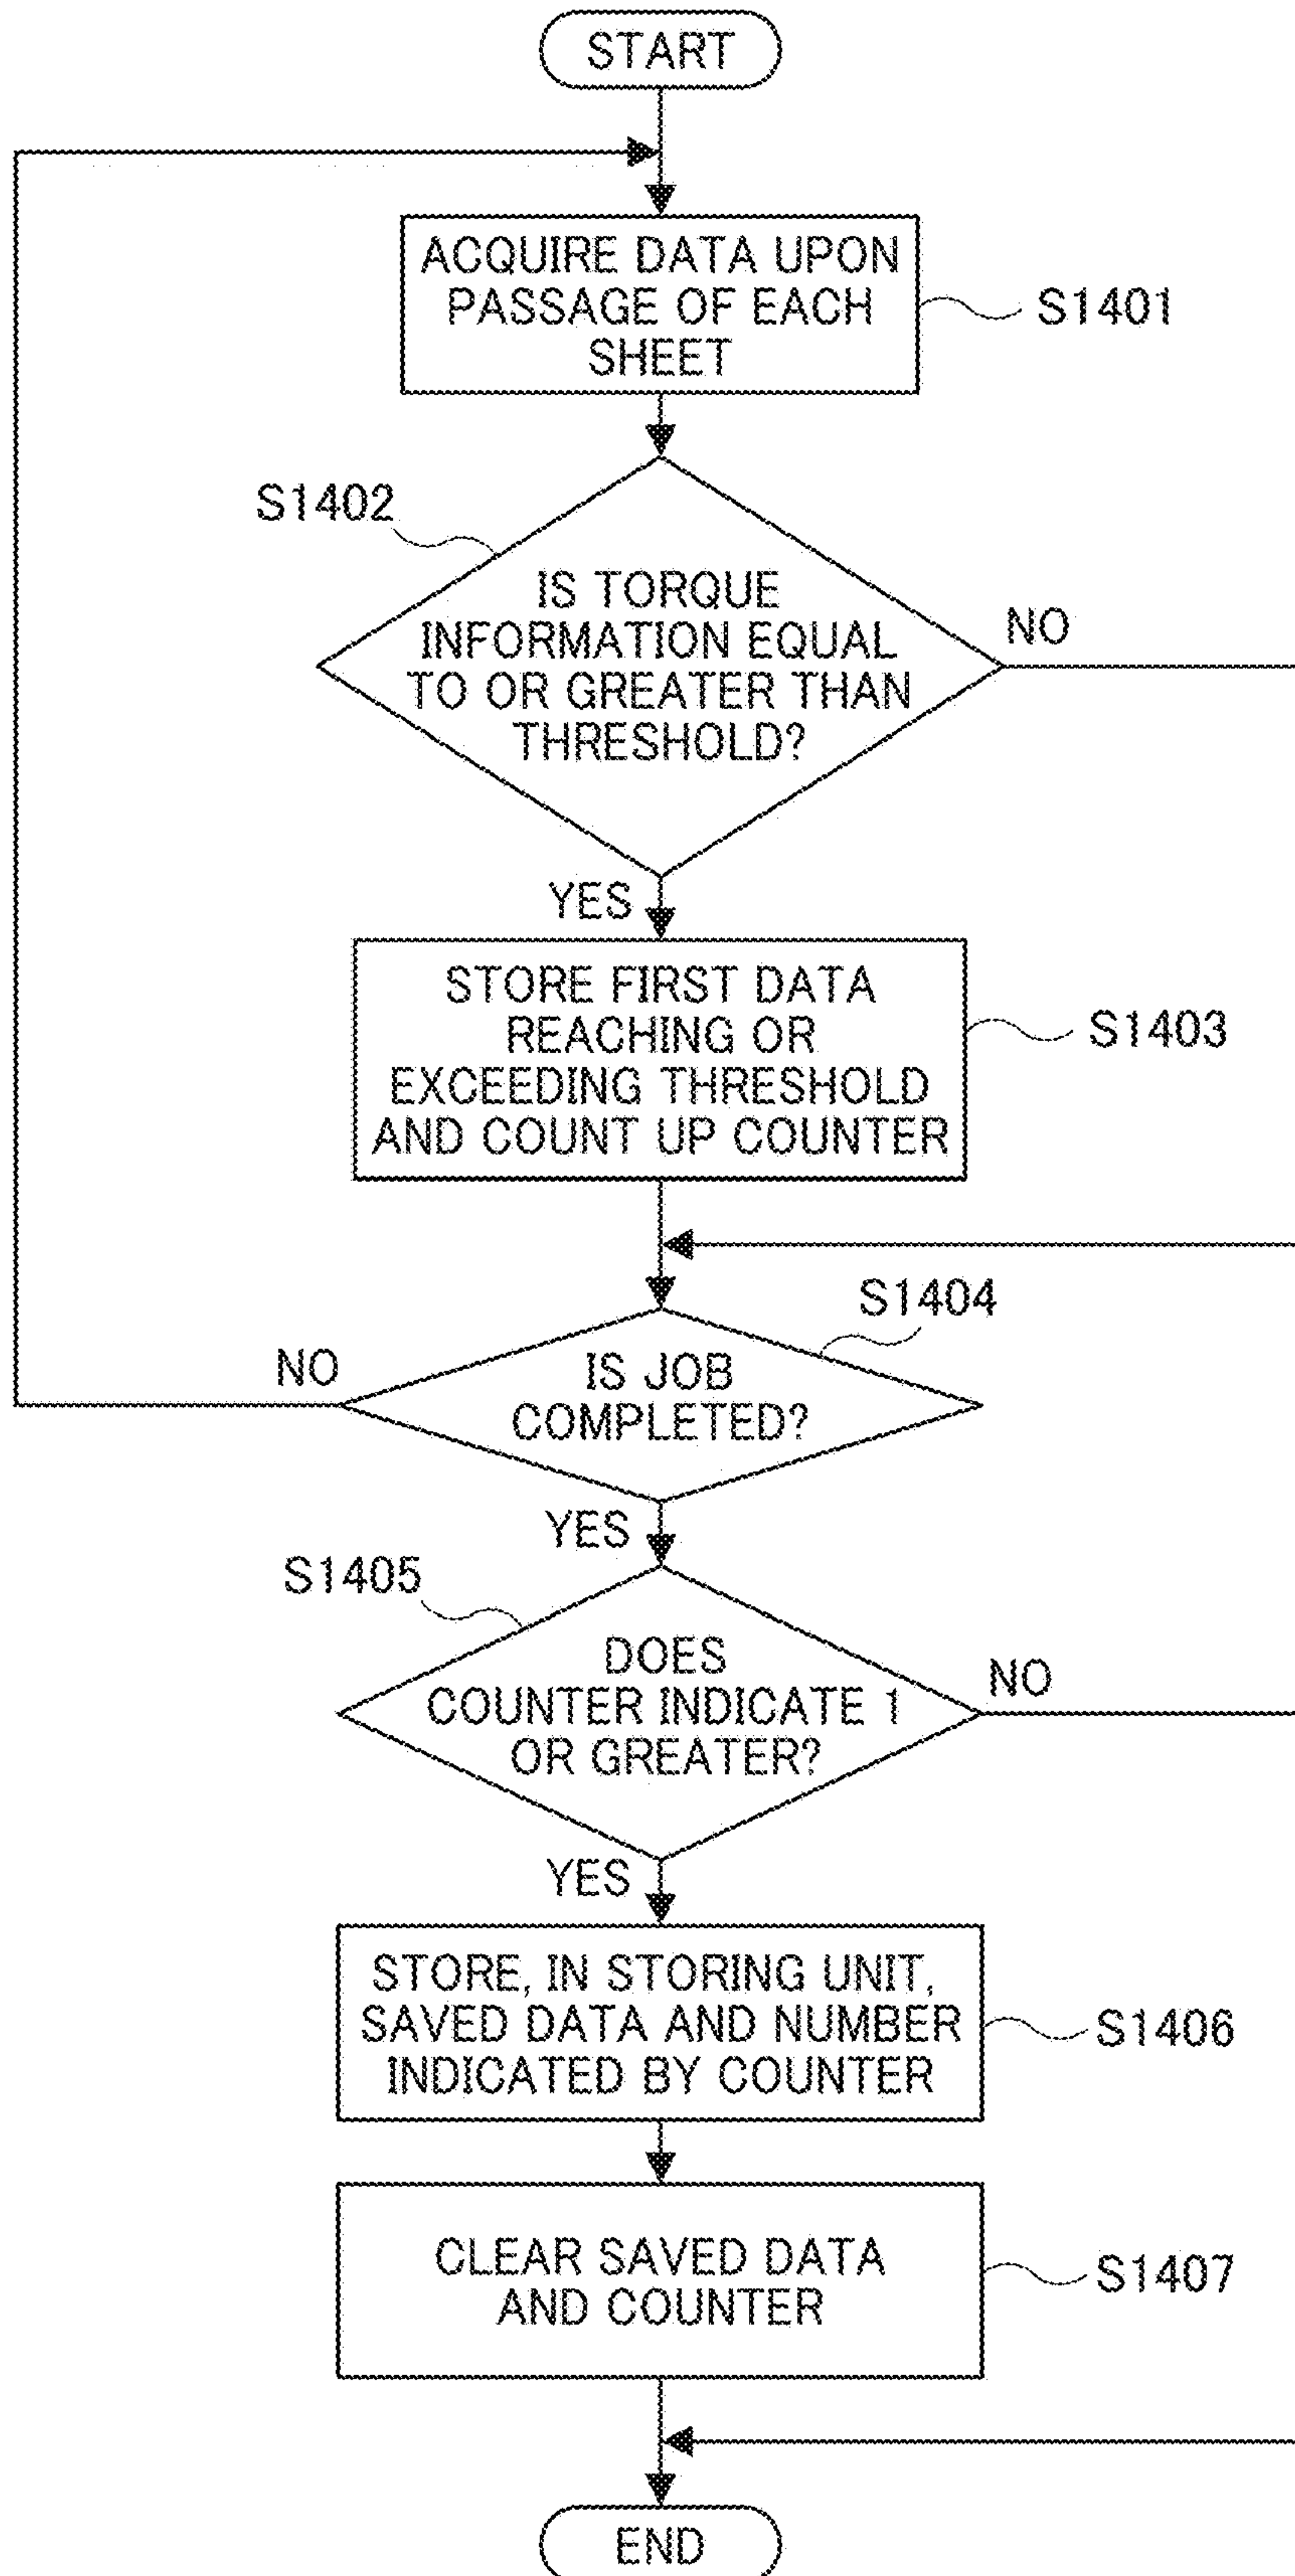 START
ACQUIRE DATA UPON
PASSAGE OF EACH
SHEET
S1401
S1402
IS TORQUE
INFORMATION EQUAL
TO OR GREATER THAN
THRESHOLD?
NO
YES
STORE FIRST DATA
REACHING OR
EXCEEDING THRESHOLD
AND COUNT UP COUNTER
S1403
S1404
NO
IS JOB
COMPLETED?
YES
S1405
DOES
COUNTER INDICATE 1
OR GREATER?
NO
YES
STORE, IN STORING UNIT,
SAVED DATA AND NUMBER
INDICATED BY COUNTER
S1406
CLEAR SAVED DATA
AND COUNTER
S1407
END